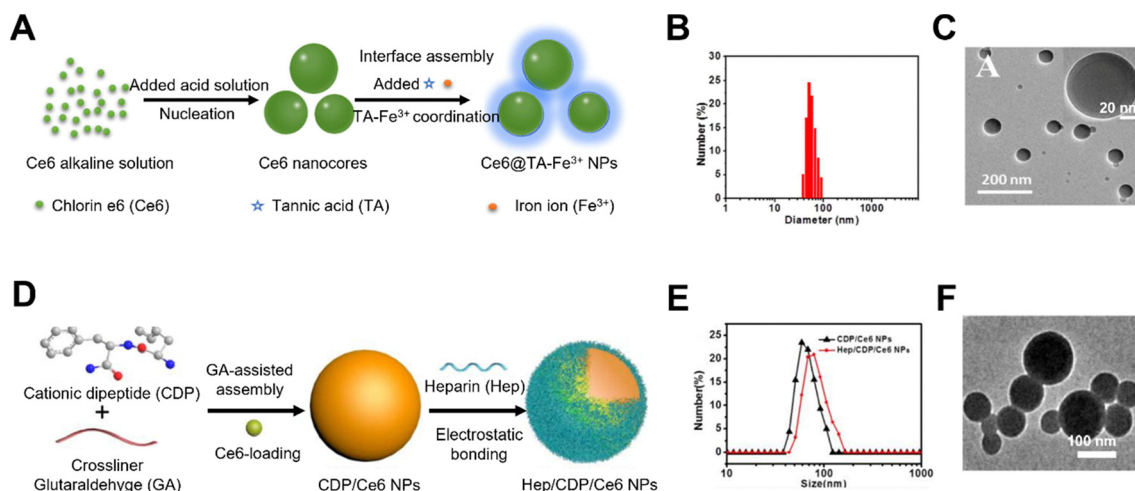 A
Added acid solution
Nucleation
Interface assembly
Added
TA-Fe³⁺ coordination
Ce6 alkaline solution
Ce6 nanocores
Ce6@TA-Fe³⁺ NPs
Chlorin e6 (Ce6)
Tannic acid (TA)
Iron ion (Fe³⁺)
B
Number (%)
30
25
20
15
10
5
0
1
10
100
1000
Diameter (nm)
C
A
20 nm
200 nm
D
Cationic dipeptide (CDP)
+
Crossliner
Glutaraldehyge (GA)
GA-assisted
assembly
Ce6-loading
CDP/Ce6 NPs
Heparin (Hep)
Electrostatic
bonding
Hep/CDP/Ce6 NPs
E
Number(%)
25
20
15
10
5
0
CDP/Ce6 NPs
Hep/CDP/Ce6 NPs
10
100
1000
Size(nm)
F
100 nm